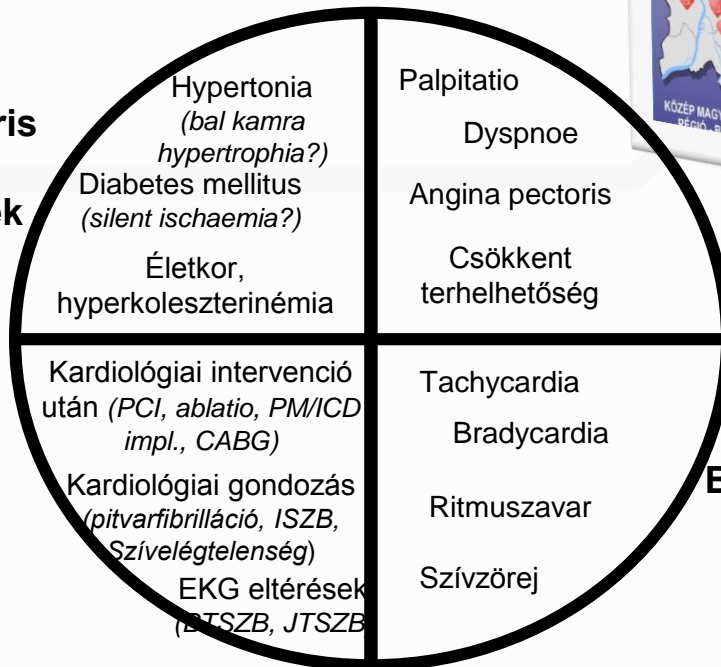 Hypertonia
(bal kamra
hypertrophia?)
Diabetes mellitus
(silent ischaemia?)
Életkor,
hyperkoleszterinémia
Palpitatio
Dyspnoe
Angina pectoris
Csökkent
terhelhetőség
Kardiológiai intervenció
után (PCI, ablatio, PM/ICD
impl., CABG)
Kardiológiai gondozás
(pitvarfibrilláció, ISZB,
Szívelégtelenség)
EKG eltérések
(BTSZB, JTSZB
Tachycardia
Bradycardia
Ritmuszavar
Szívzörej
ris
ek
KÖZÉP MAGY